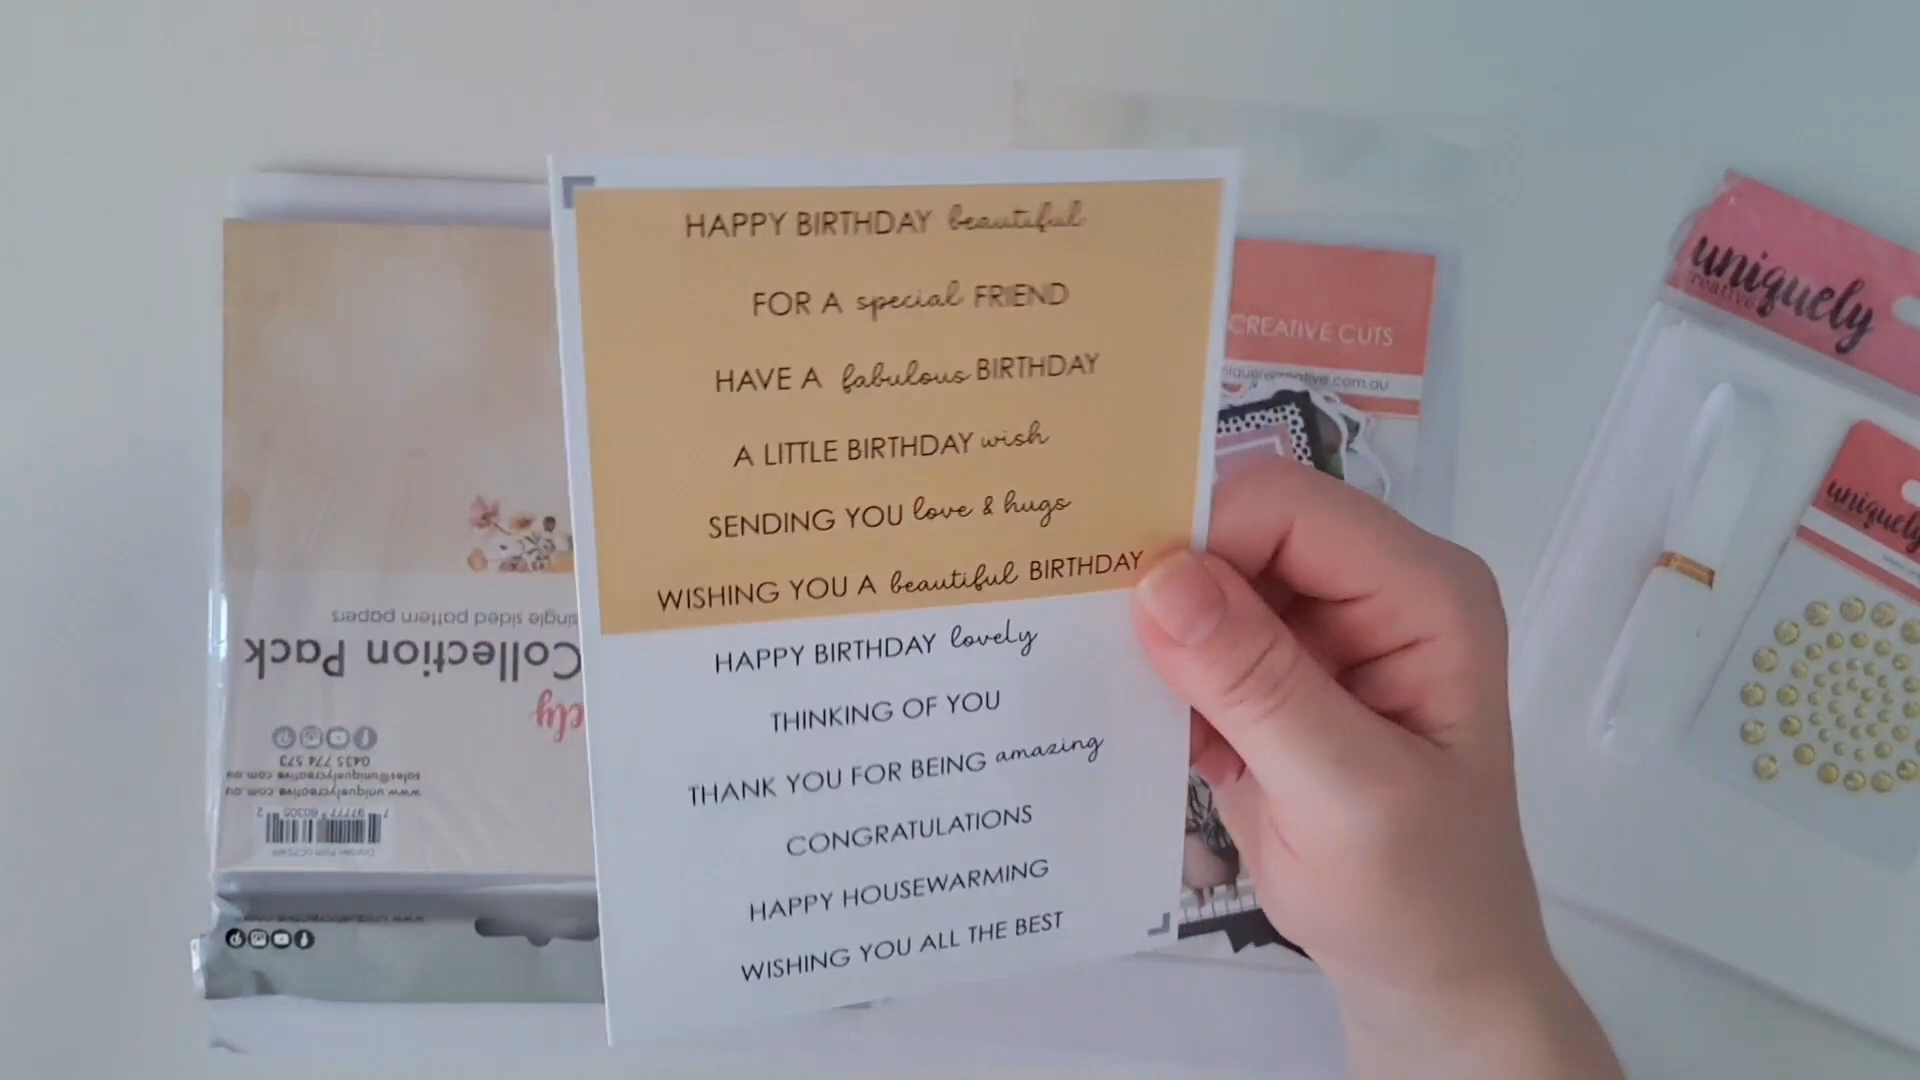 HAPPY BIRTHDAY beautiful
FOR A special FRIEND
HAVE A fabulous BIRTHDAY
A LITTLE BIRTHDAY wish
SENDING YOU love & hugs
WISHING YOU A beautiful BIRTHDAY
HAPPY BIRTHDAY lovely
THINKING OF YOU
THANK YOU FOR BEING amazing
CONGRATULATIONS
HAPPY HOUSEWARMING
WISHING YOU ALL THE BEST
single sided pattern papers
Collection Pack
0435 774 573
sales@uniquelycreative.com.au
www.uniquelycreative.com.au
CREATIVE CUTS
uniquely
creative
uniquely